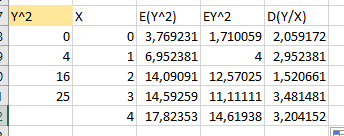 7 Y^2 X E(Y^2) EY^2 D(Y/X)
0 0 3,769231 1,710059 2,059172
4 1 6,952381 4 2,952381
16 2 14,09091 12,57025 1,520661
25 3 14,59259 11,11111 3,481481
4 17,82353 14,61938 3,204152